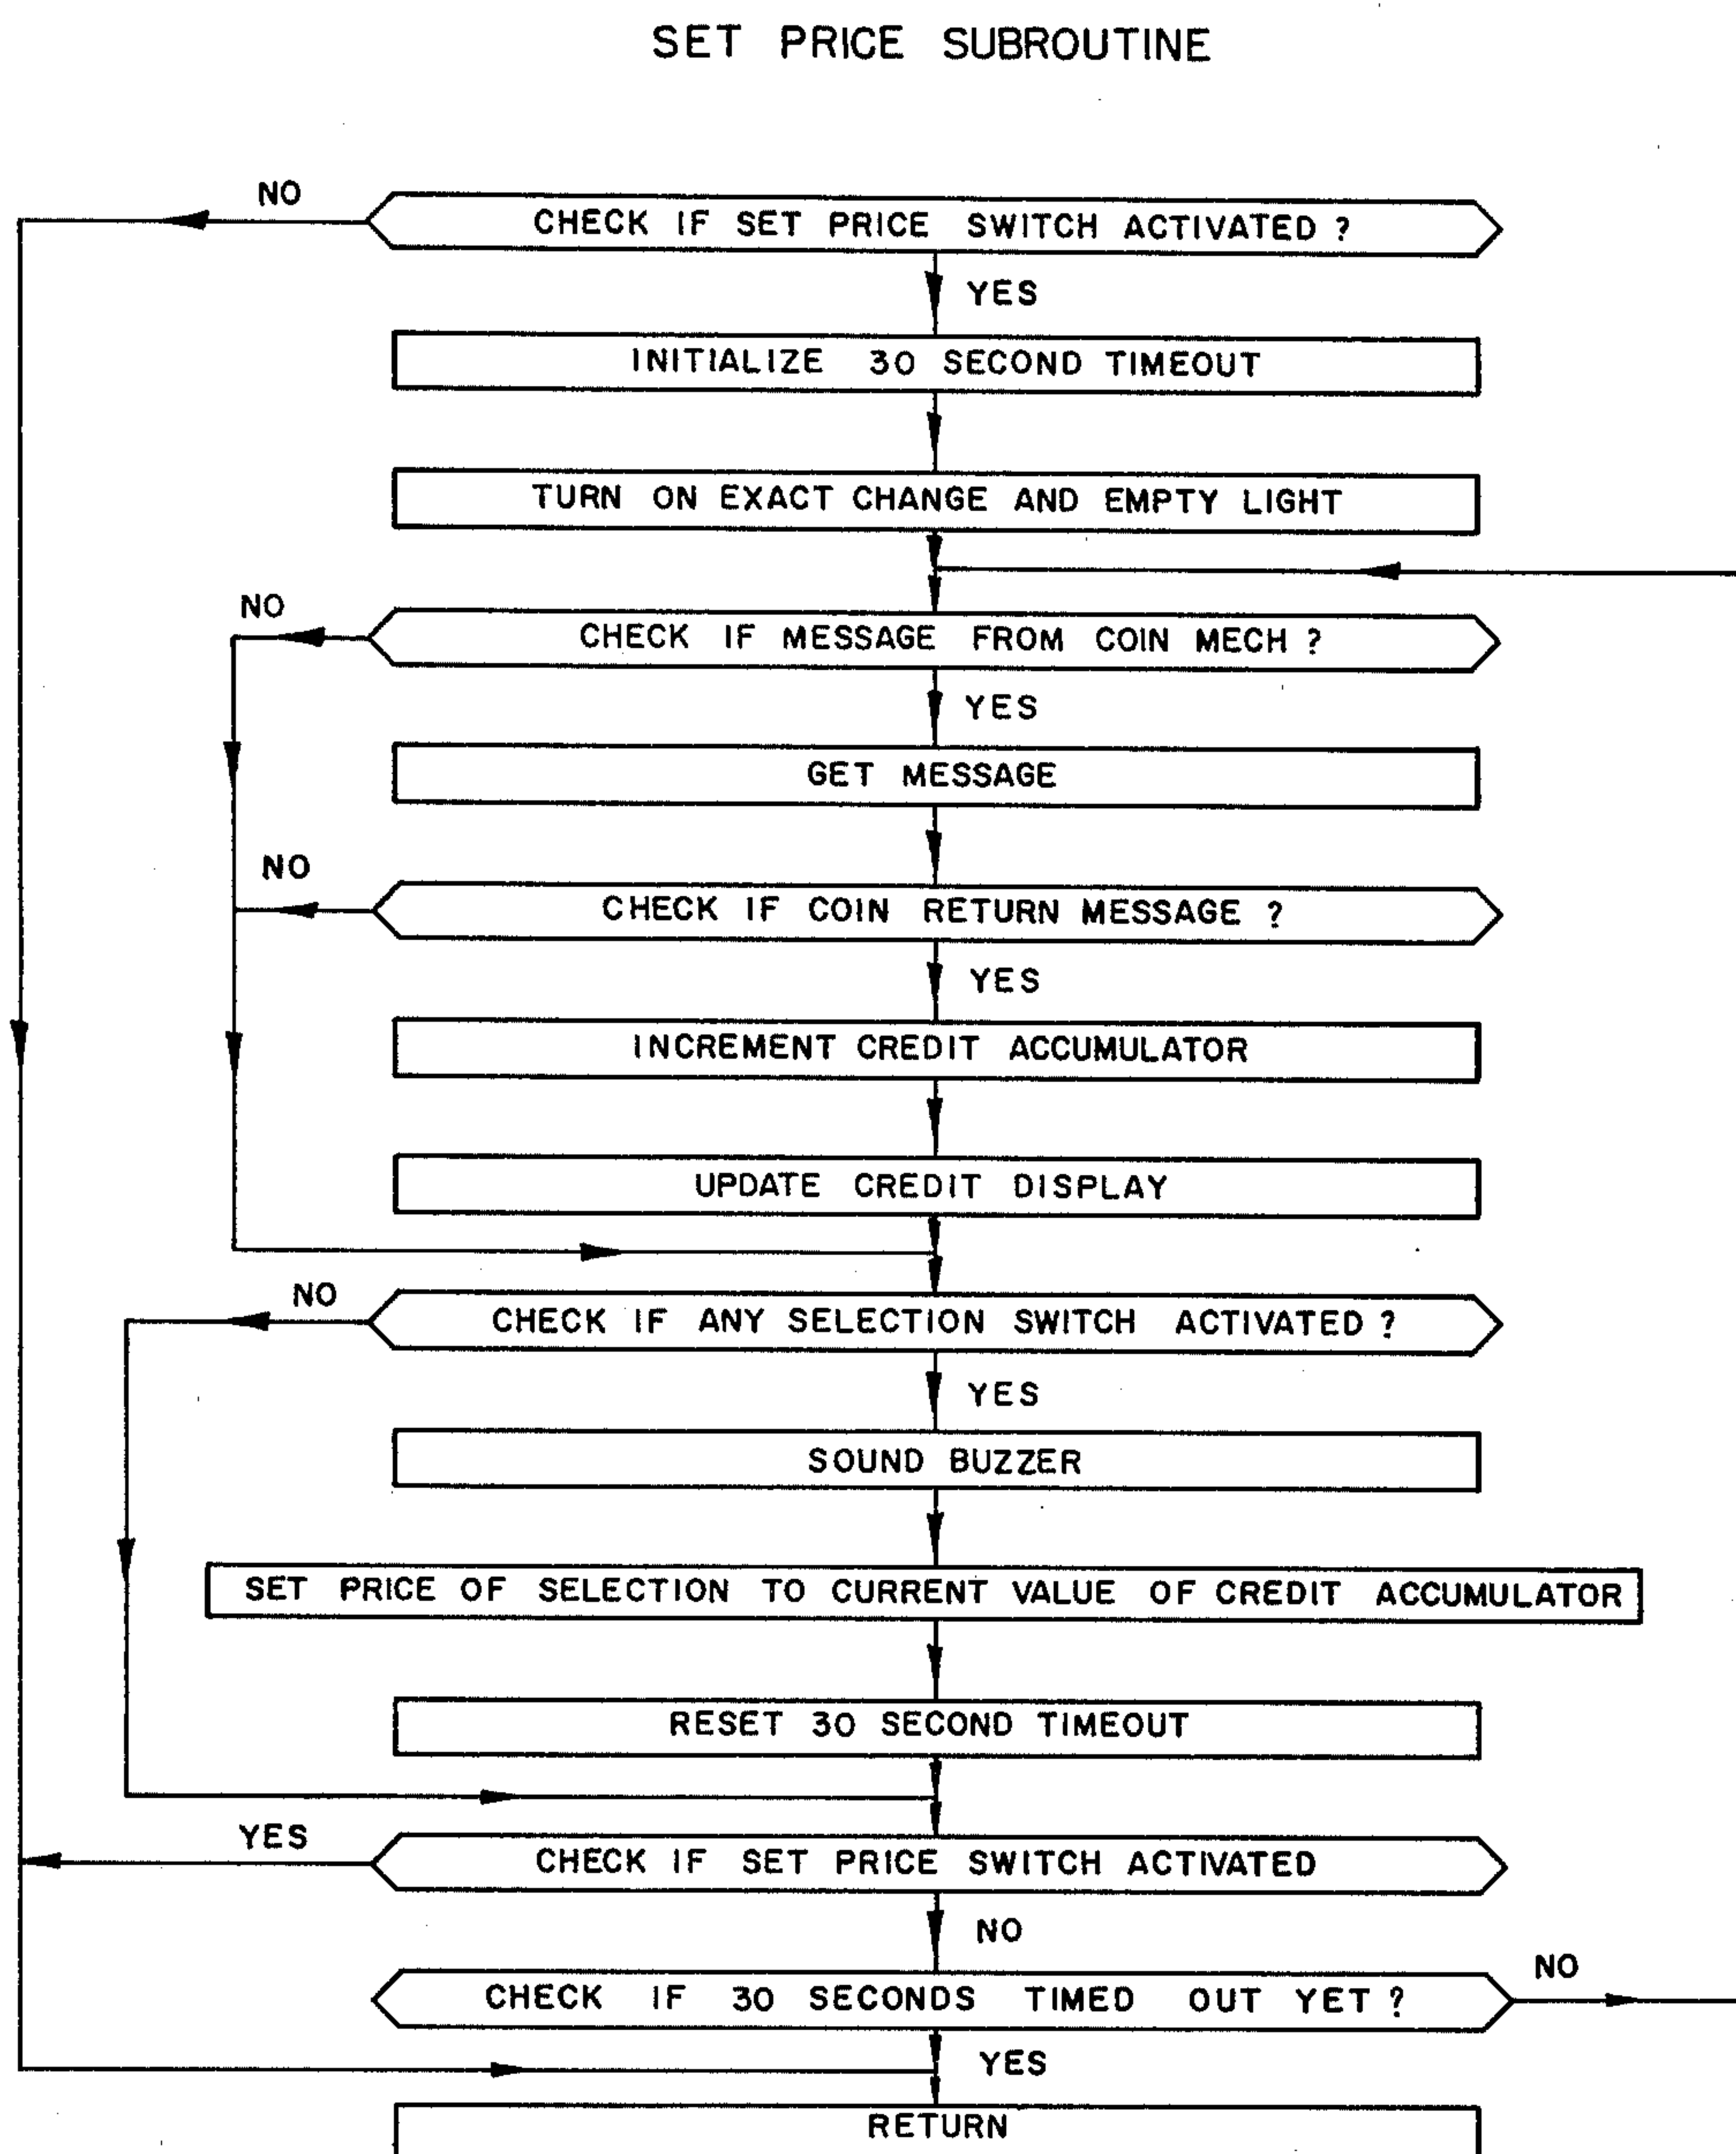 SET PRICE SUBROUTINE
NO
CHECK IF SET PRICE SWITCH ACTIVATED ?
YES
INITIALIZE 30 SECOND TIMEOUT
TURN ON EXACT CHANGE AND EMPTY LIGHT
NO
CHECK IF MESSAGE FROM COIN MECH ?
YES
GET MESSAGE
NO
CHECK IF COIN RETURN MESSAGE ?
YES
INCREMENT CREDIT ACCUMULATOR
UPDATE CREDIT DISPLAY
NO
CHECK IF ANY SELECTION SWITCH ACTIVATED ?
YES
SOUND BUZZER
SET PRICE OF SELECTION TO CURRENT VALUE OF CREDIT ACCUMULATOR
RESET 30 SECOND TIMEOUT
YES
CHECK IF SET PRICE SWITCH ACTIVATED
NO
CHECK IF 30 SECONDS TIMED OUT YET ?
NO
YES
RETURN